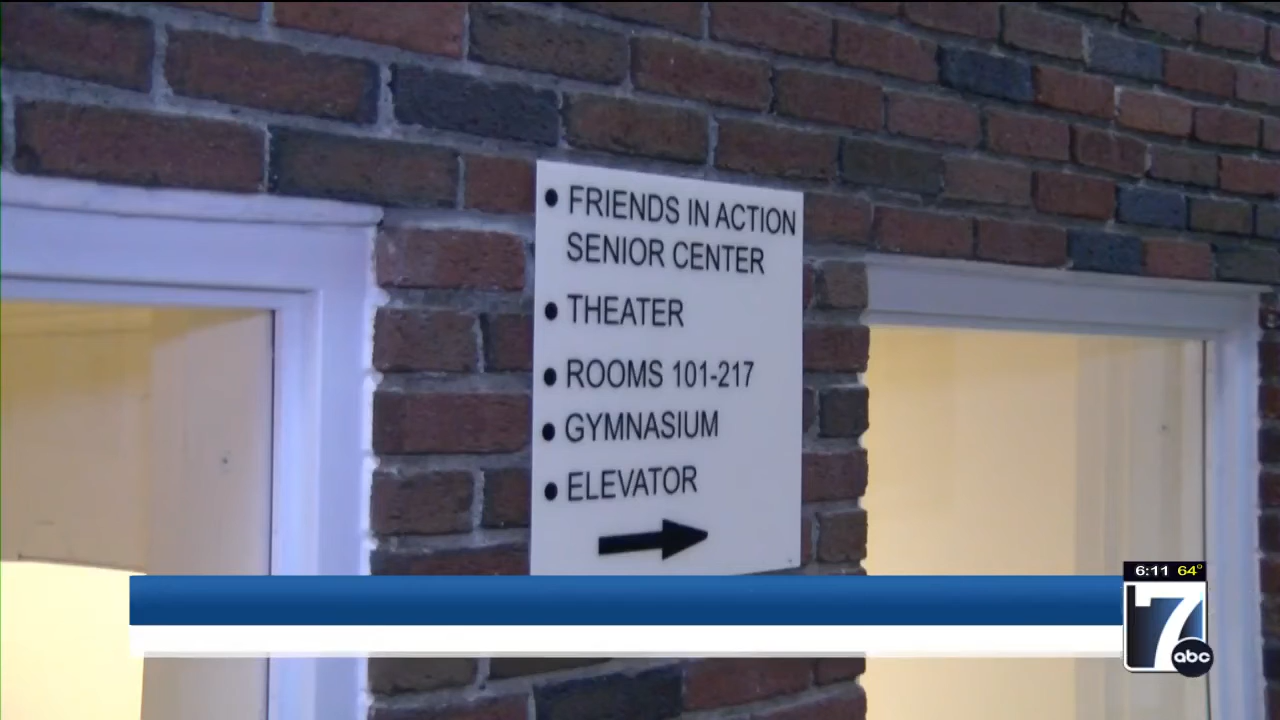 • FRIENDS IN ACTION
SENIOR CENTER
• THEATER
• ROOMS 101-217
• GYMNASIUM
• ELEVATOR
6:11 64°
7
abc